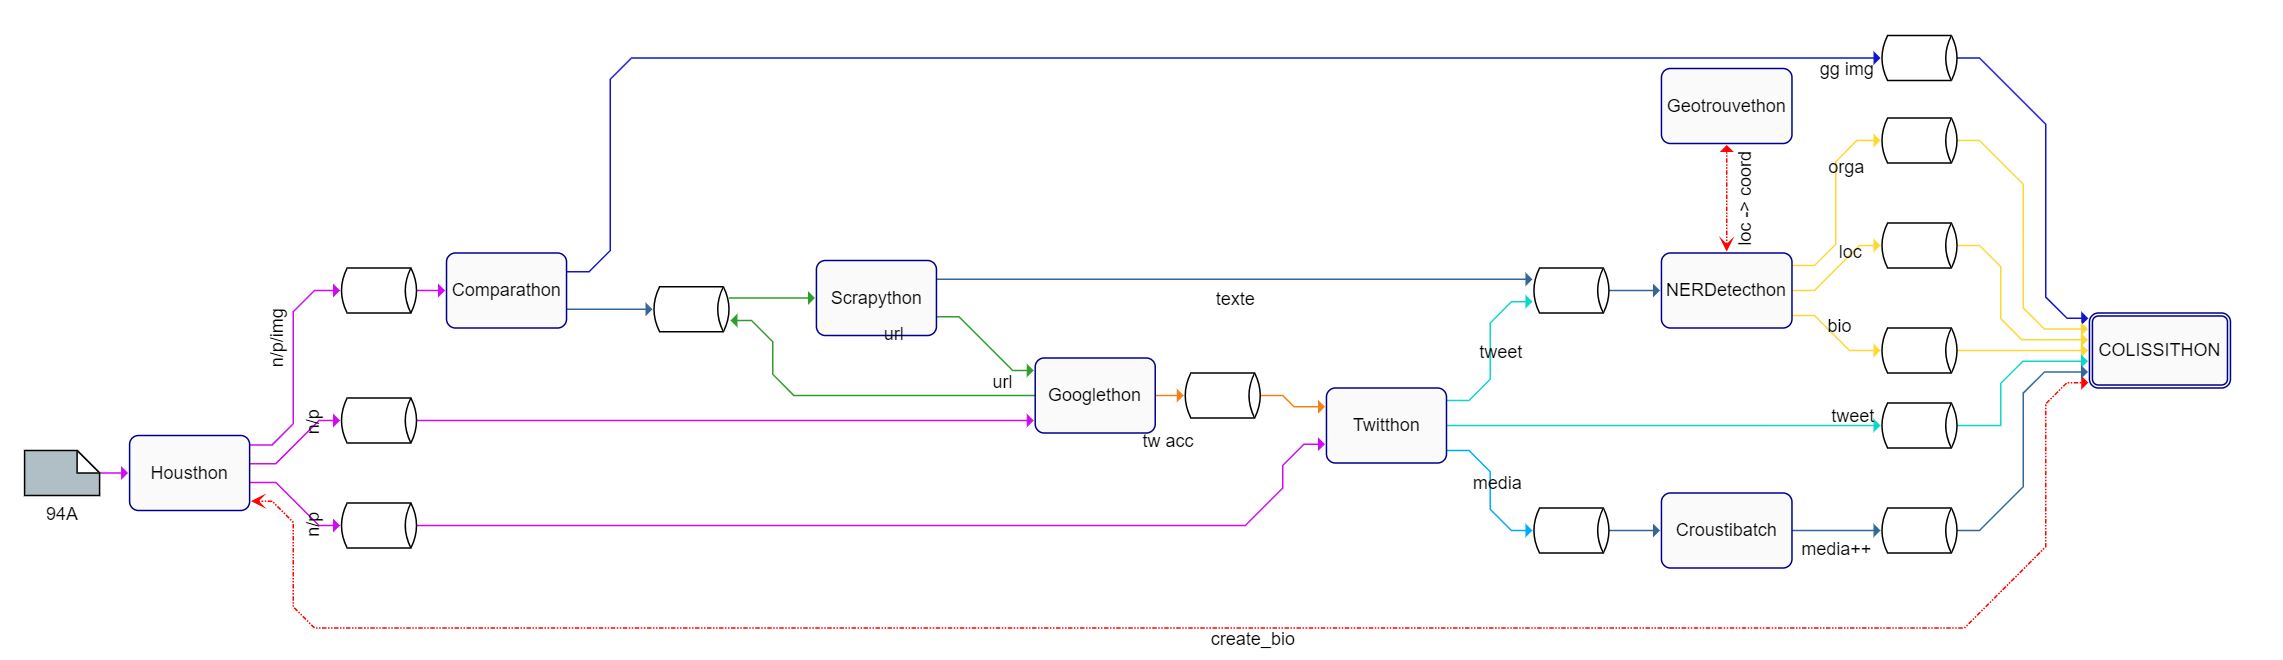 gg img
Geotrouvethon
orga
loc -> coord
loc
n/p/img
Comparathon
Scrapython
url
texte
NERDetecthon
bio
tweet
COLISSITHON
url
Googlethon
tw acc
n/p
Twitthon
tweet
media
Housthon
94A
n/p
Croustibatch
media++
create_bio